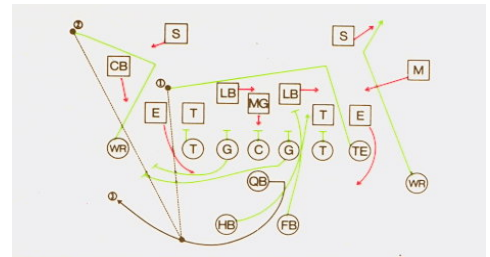 ② S S
CB M
① LB LB
MG
E T T E
WR T G C G T TE
QB WR
③
HB FB